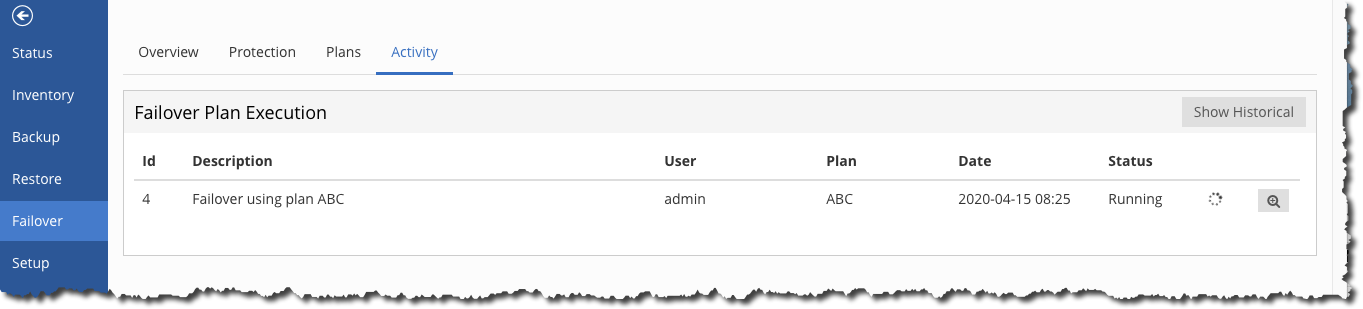 Status
Inventory
Backup
Restore
Failover
Setup
Overview Protection Plans Activity
Failover Plan Execution Show Historical
Id Description User Plan Date Status
4 Failover using plan ABC admin ABC 2020-04-15 08:25 Running